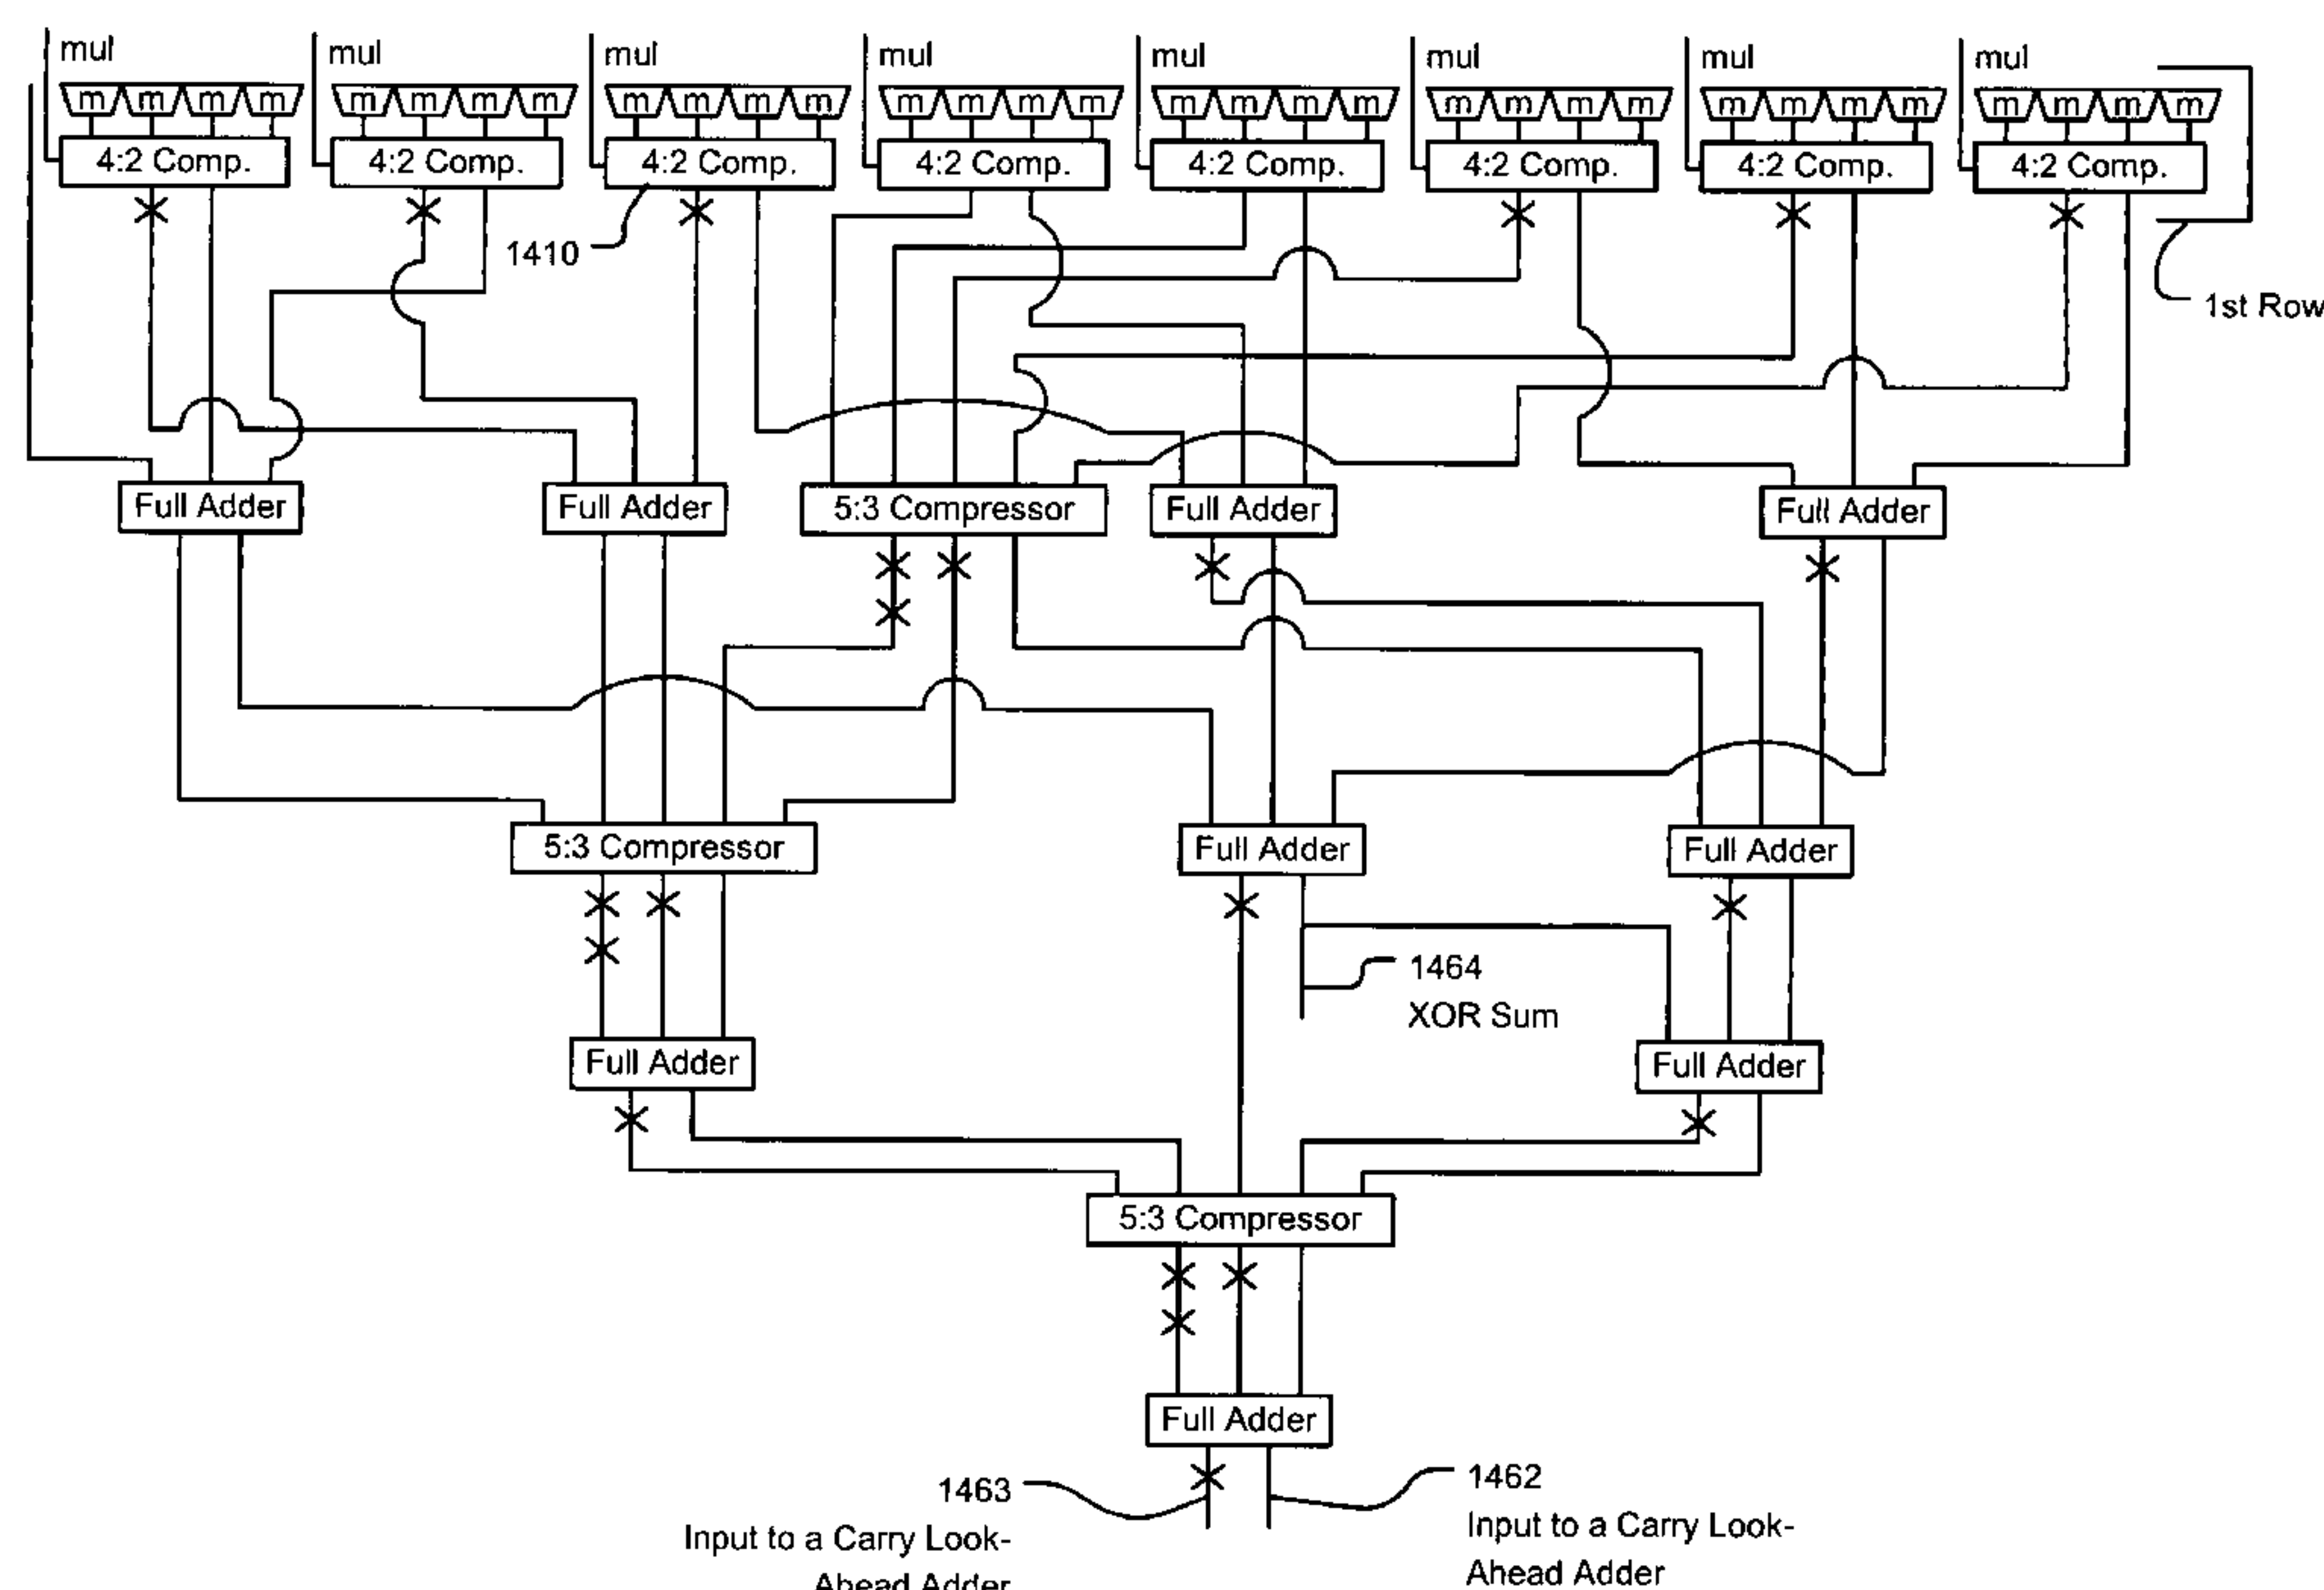 mul mul mul mul mul mul mul mul
m m m m m m m m m m m m m m m m m m m m m m m m m m m m m m m m
4:2 Comp. 4:2 Comp. 4:2 Comp. 4:2 Comp. 4:2 Comp. 4:2 Comp. 4:2 Comp. 4:2 Comp.
1410
1st Row
Full Adder Full Adder 5:3 Compressor Full Adder Full Adder
5:3 Compressor Full Adder Full Adder
1464
XOR Sum
Full Adder Full Adder
5:3 Compressor
Full Adder
1463
Input to a Carry Look-
Ahead Adder
1462
Input to a Carry Look-
Ahead Adder